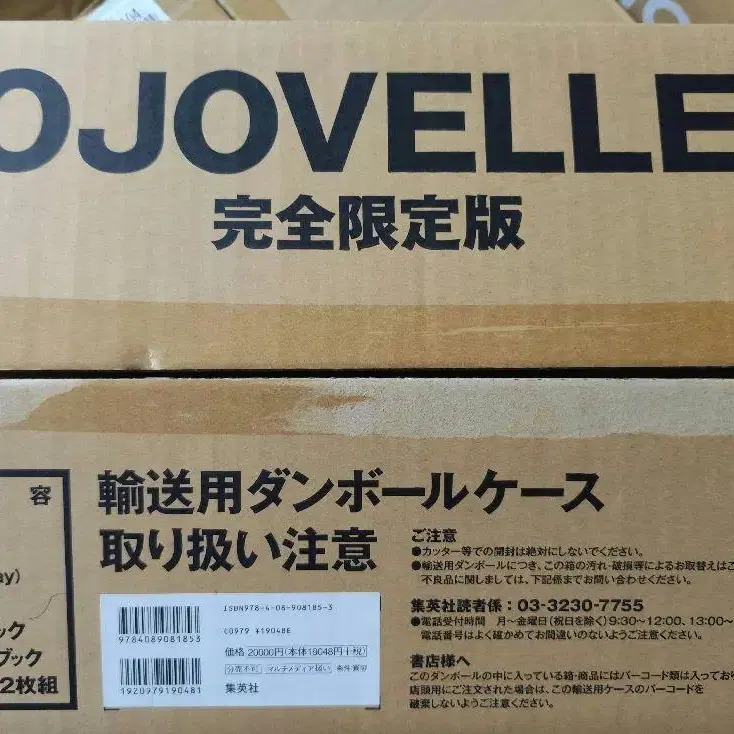 OJOVELLE
完全限定版
容
ay)
ック
ブック
2枚組
輸送用ダンボールケース
取り扱い注意
ISBN978-4-08-908185-3
C0979 ¥19048E
価格 20000円(本体19048円+税)
分売不可 マルチメディア扱い
集英社
9784089081853
1920979190481
ご注意
●カッター等での開封は絶対にしないでください。
●輸送用ダンボールにつき、この箱の汚れ・破損等によるお取替えはご
不良品に関しましては、下記係までお問い合わせください。
集英社読者係：03-3230-7755
●電話受付時間 月〜金曜日(祝日を除く)9:30〜12:00、13:00〜
電話番号はよく確かめてお間違いのないようご注意ください。
書店様へ
このダンボールの中に入っている箱・商品にはバーコード類は入ってお
店頭用にご注文された場合は、この輸送用ケースのバーコードを
破棄しないようご注意ください。